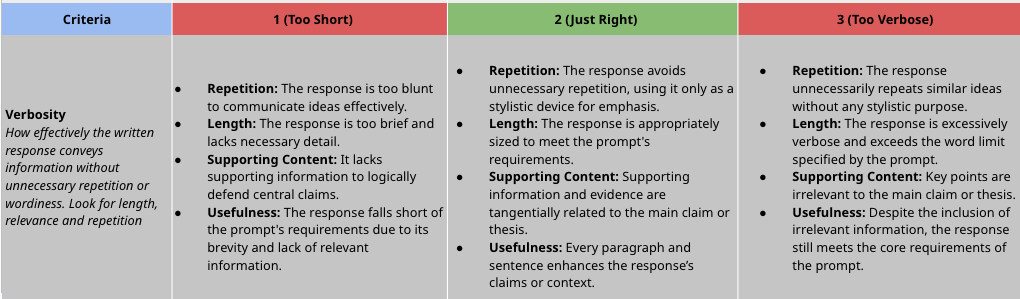 Criteria
1 (Too Short)
2 (Just Right)
3 (Too Verbose)
Verbosity
How effectively the written
response conveys
information without
unnecessary repetition or
wordiness. Look for length,
relevance and repetition
● Repetition: The response is too blunt
to communicate ideas effectively.
● Length: The response is too brief and
lacks necessary detail.
● Supporting Content: It lacks
supporting information to logically
defend central claims.
● Usefulness: The response falls short of
the prompt's requirements due to its
brevity and lack of relevant
information.
● Repetition: The response avoids
unnecessary repetition, using it only as a
stylistic device for emphasis.
● Length: The response is appropriately
sized to meet the prompt's
requirements.
● Supporting Content: Supporting
information and evidence are
tangentially related to the main claim or
thesis.
● Usefulness: Every paragraph and
sentence enhances the response’s
claims or context.
● Repetition: The response
unnecessarily repeats similar ideas
without any stylistic purpose.
● Length: The response is excessively
verbose and exceeds the word limit
specified by the prompt.
● Supporting Content: Key points are
irrelevant to the main claim or thesis.
● Usefulness: Despite the inclusion of
irrelevant information, the response
still meets the core requirements of
the prompt.